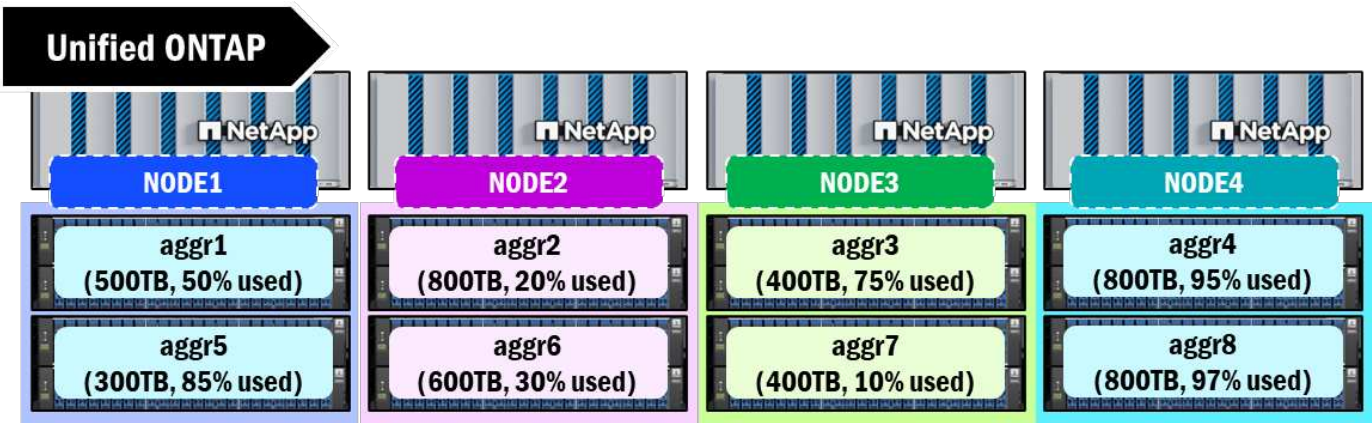 Unified ONTAP
NetApp
NetApp
NetApp
NetApp
NODE1
NODE2
NODE3
NODE4
aggr1
(500TB, 50% used)
aggr2
(800TB, 20% used)
aggr3
(400TB, 75% used)
aggr4
(800TB, 95% used)
aggr5
(300TB, 85% used)
aggr6
(600TB, 30% used)
aggr7
(400TB, 10% used)
aggr8
(800TB, 97% used)